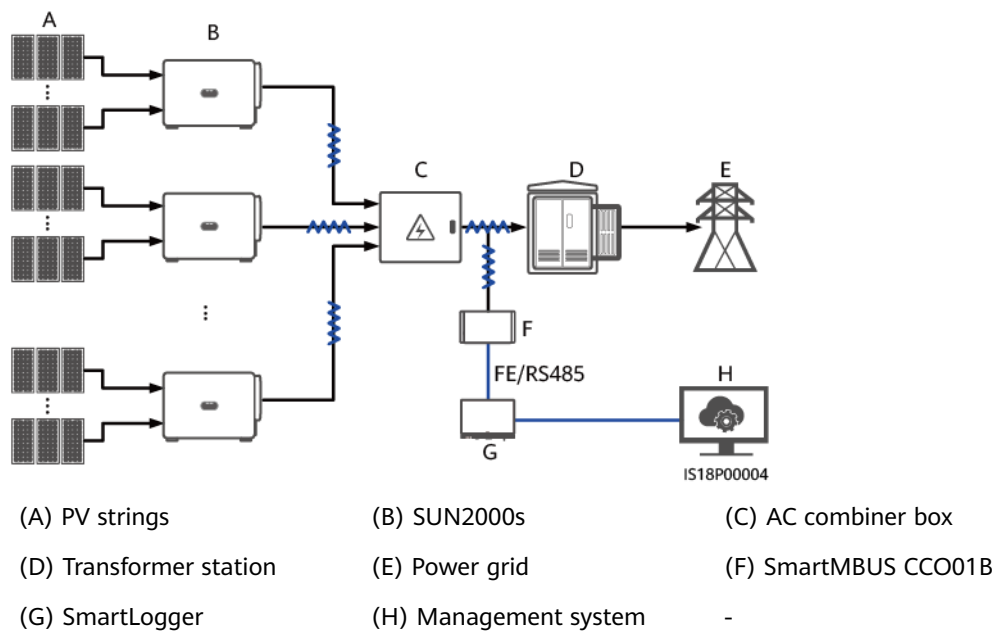 A
B
C
D
E
F
FE/RS485
H
G
IS18P00004
(A) PV strings (B) SUN2000s (C) AC combiner box
(D) Transformer station (E) Power grid (F) SmartMBUS CCO01B
(G) SmartLogger (H) Management system -